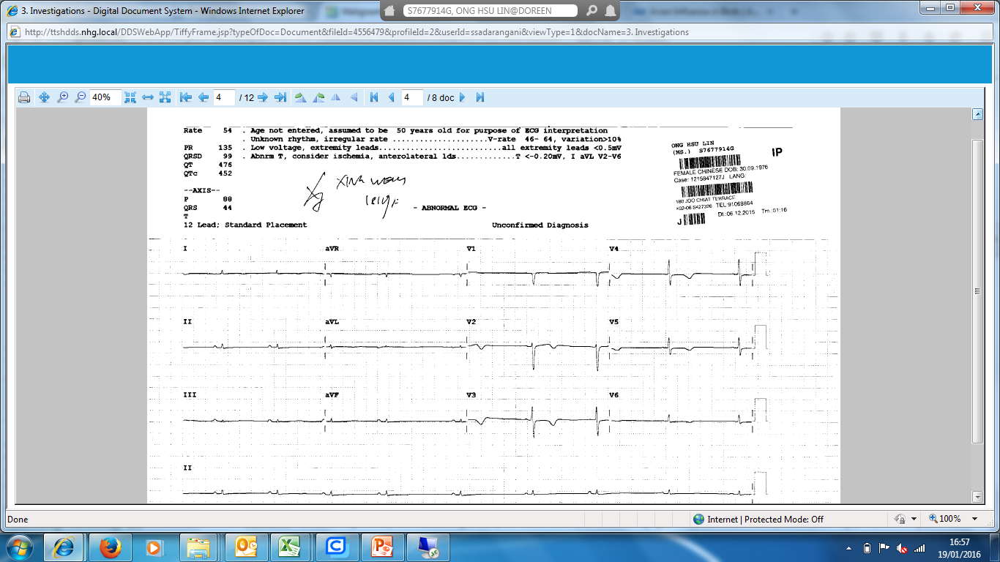 3. Investigations - Digital Document System - Windows Internet Explorer
S7677914G, ONG HSU LIN@DOREEN
http://ttshdds.nhg.local/DDSWebApp/TiffyFrame.jsp?typeOfDoc=Document&fileId=4556479&profileId=2&userId=ssadarangani&viewType=1&docName=3. Investigations
40% 4 / 12 4 / 8 doc
Rate 54 . Age not entered, assumed to be 50 years old for purpose of ECG interpretation
. Unknown rhythm, irregular rate .....................V-rate 46- 64, variation>10%
PR 135 . Low voltage, extremity leads.........................all extremity leads <0.5mV
QRSD 99 . Abnrm T, consider ischemia, anterolateral lds.............T <-0.20mV, I aVL V2-V6
QT 476
QTc 452
--AXIS--
P 88
QRS 44
T
- ABNORMAL ECG -
12 Lead; Standard Placement
Unconfirmed Diagnosis
ONG HSU LIN
(MS.) S7677914G
IP
FEMALE CHINESE DOB: 30.09.1976
Case: 1215847127J LANG:
180 JOO CHIAT TERRACE
#02-06 S427326 TEL:91068864
J
Dt.:06.12.2015 Tm.:01:16
I aVR V1 V4
II aVL V2 V5
III aVF V3 V6
II
Done
Internet | Protected Mode: Off
100%
16:57
19/01/2016